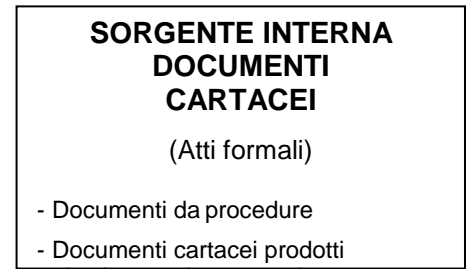 SORGENTE INTERNA
DOCUMENTI
CARTACEI
(Atti formali)
- Documenti da procedure
- Documenti cartacei prodotti